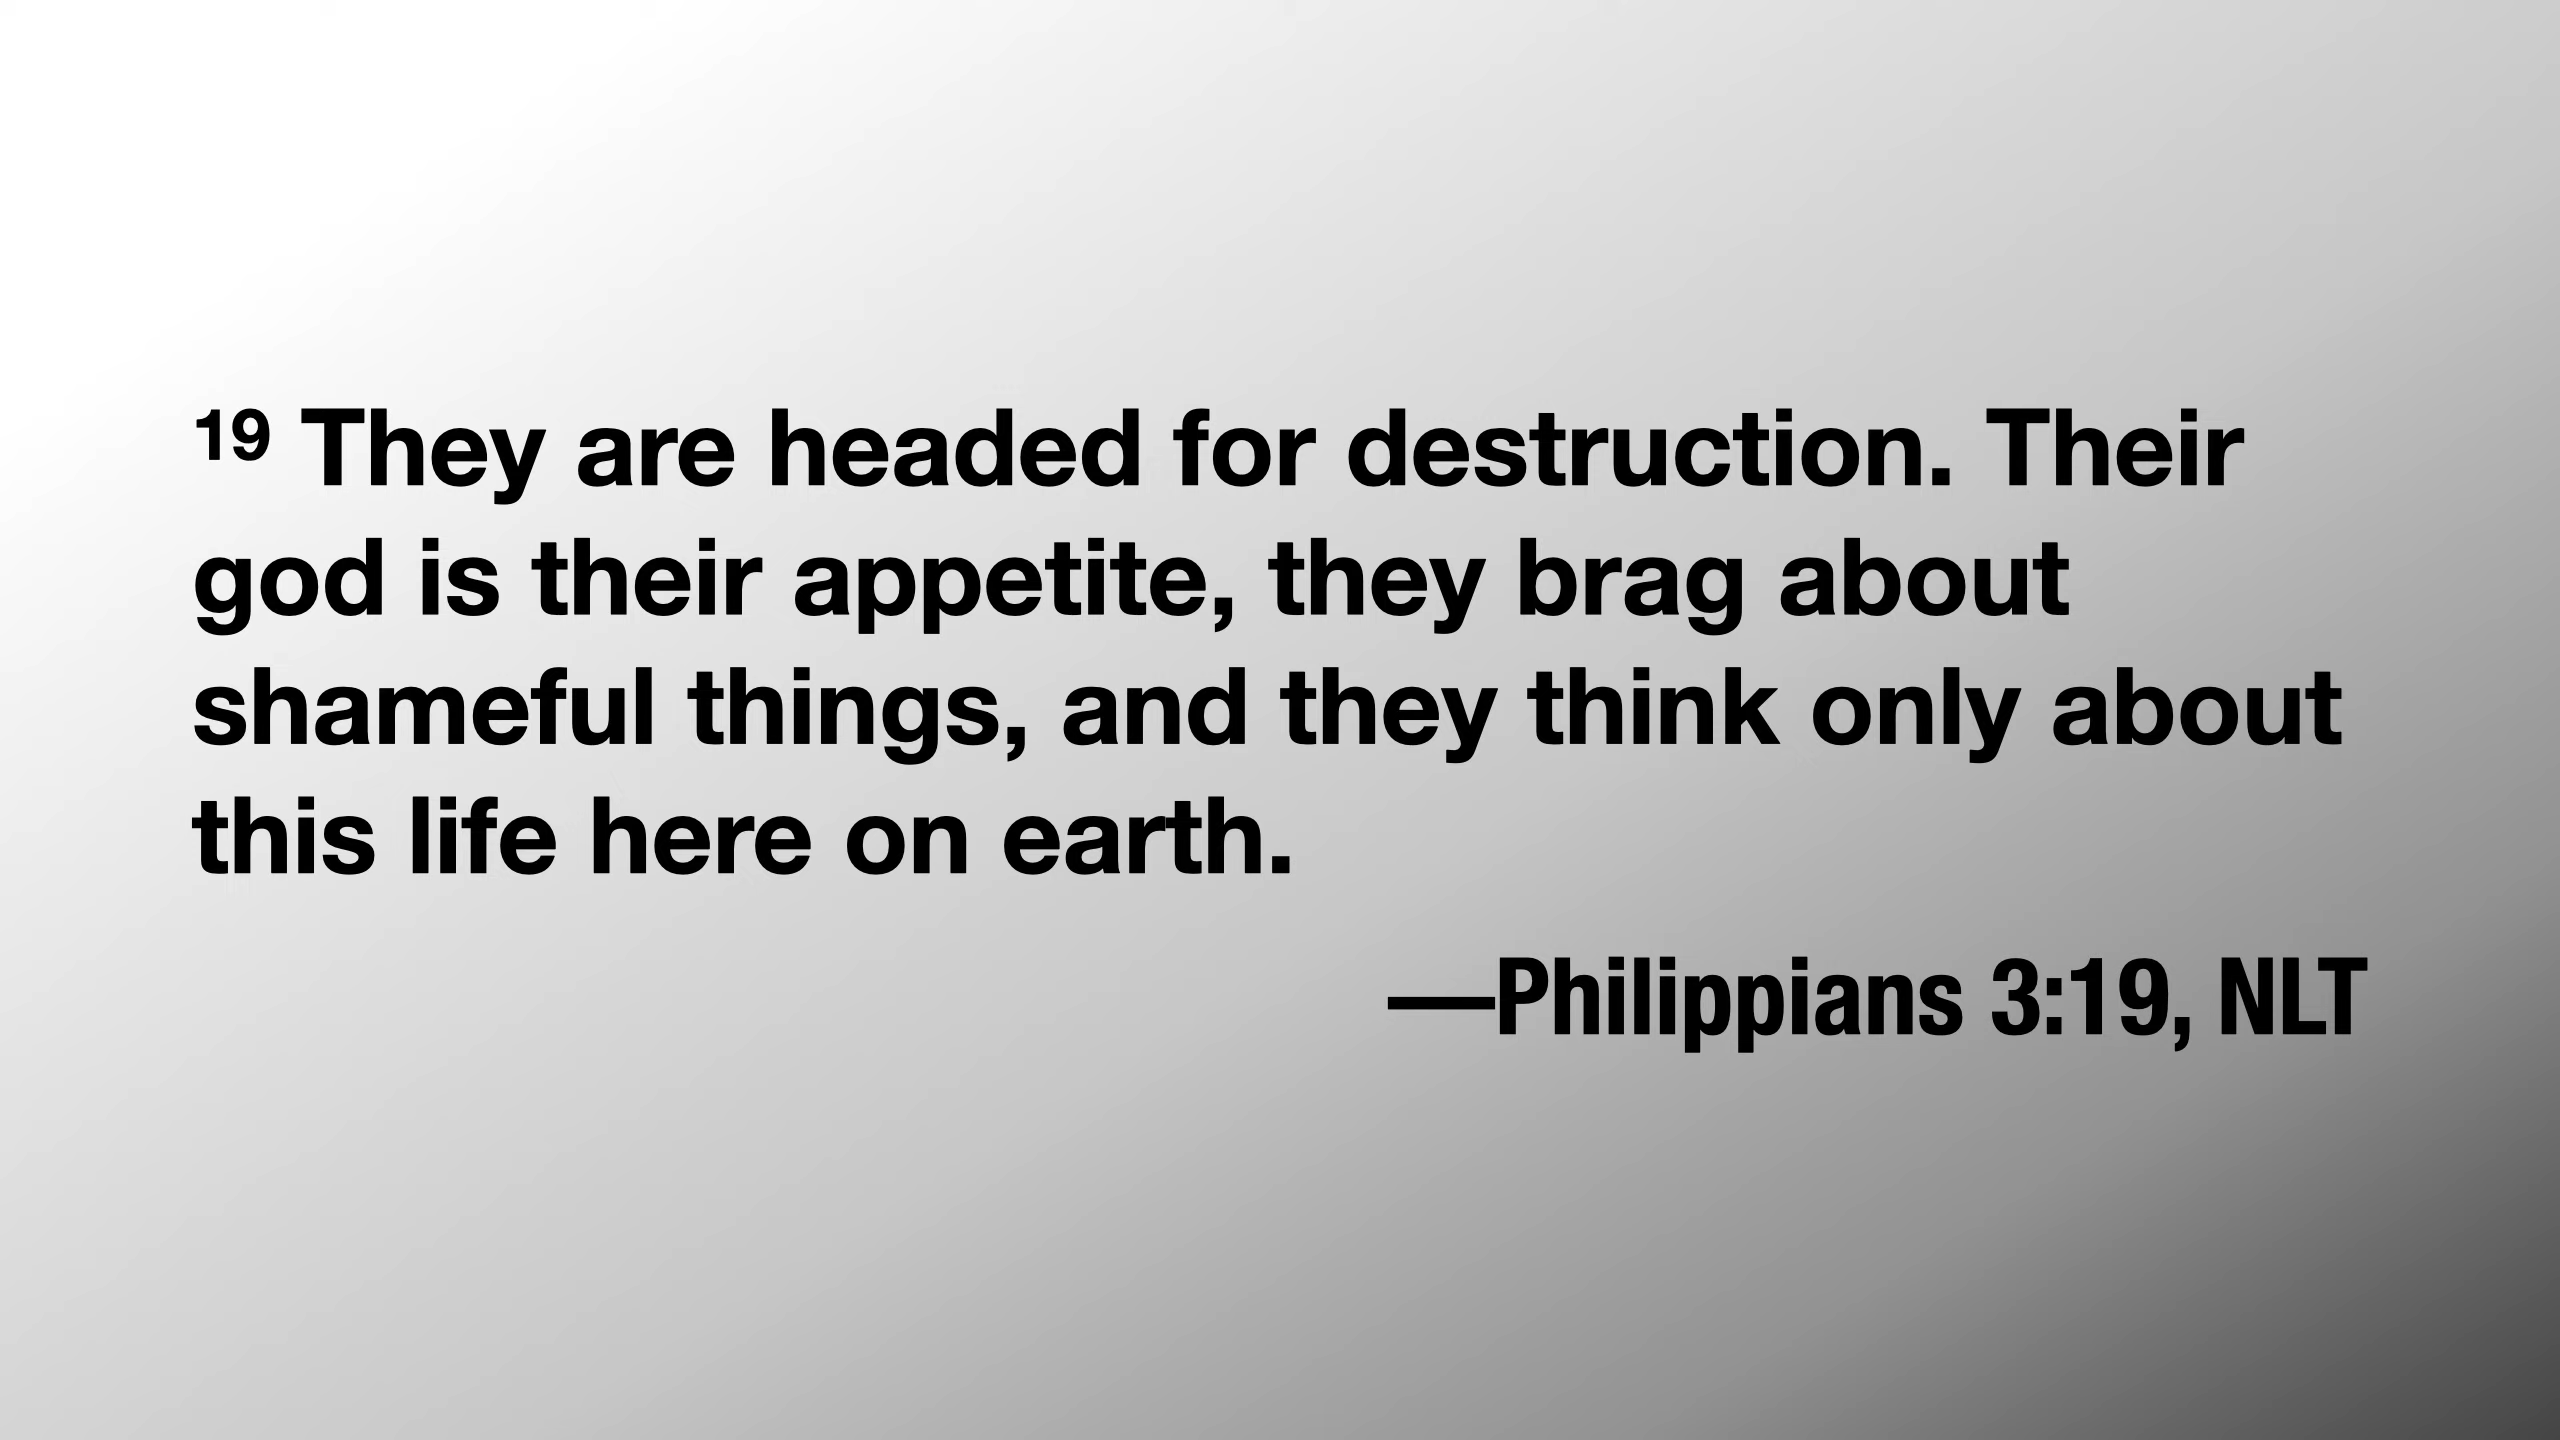 ¹⁹ They are headed for destruction. Their
god is their appetite, they brag about
shameful things, and they think only about
this life here on earth.
—Philippians 3:19, NLT